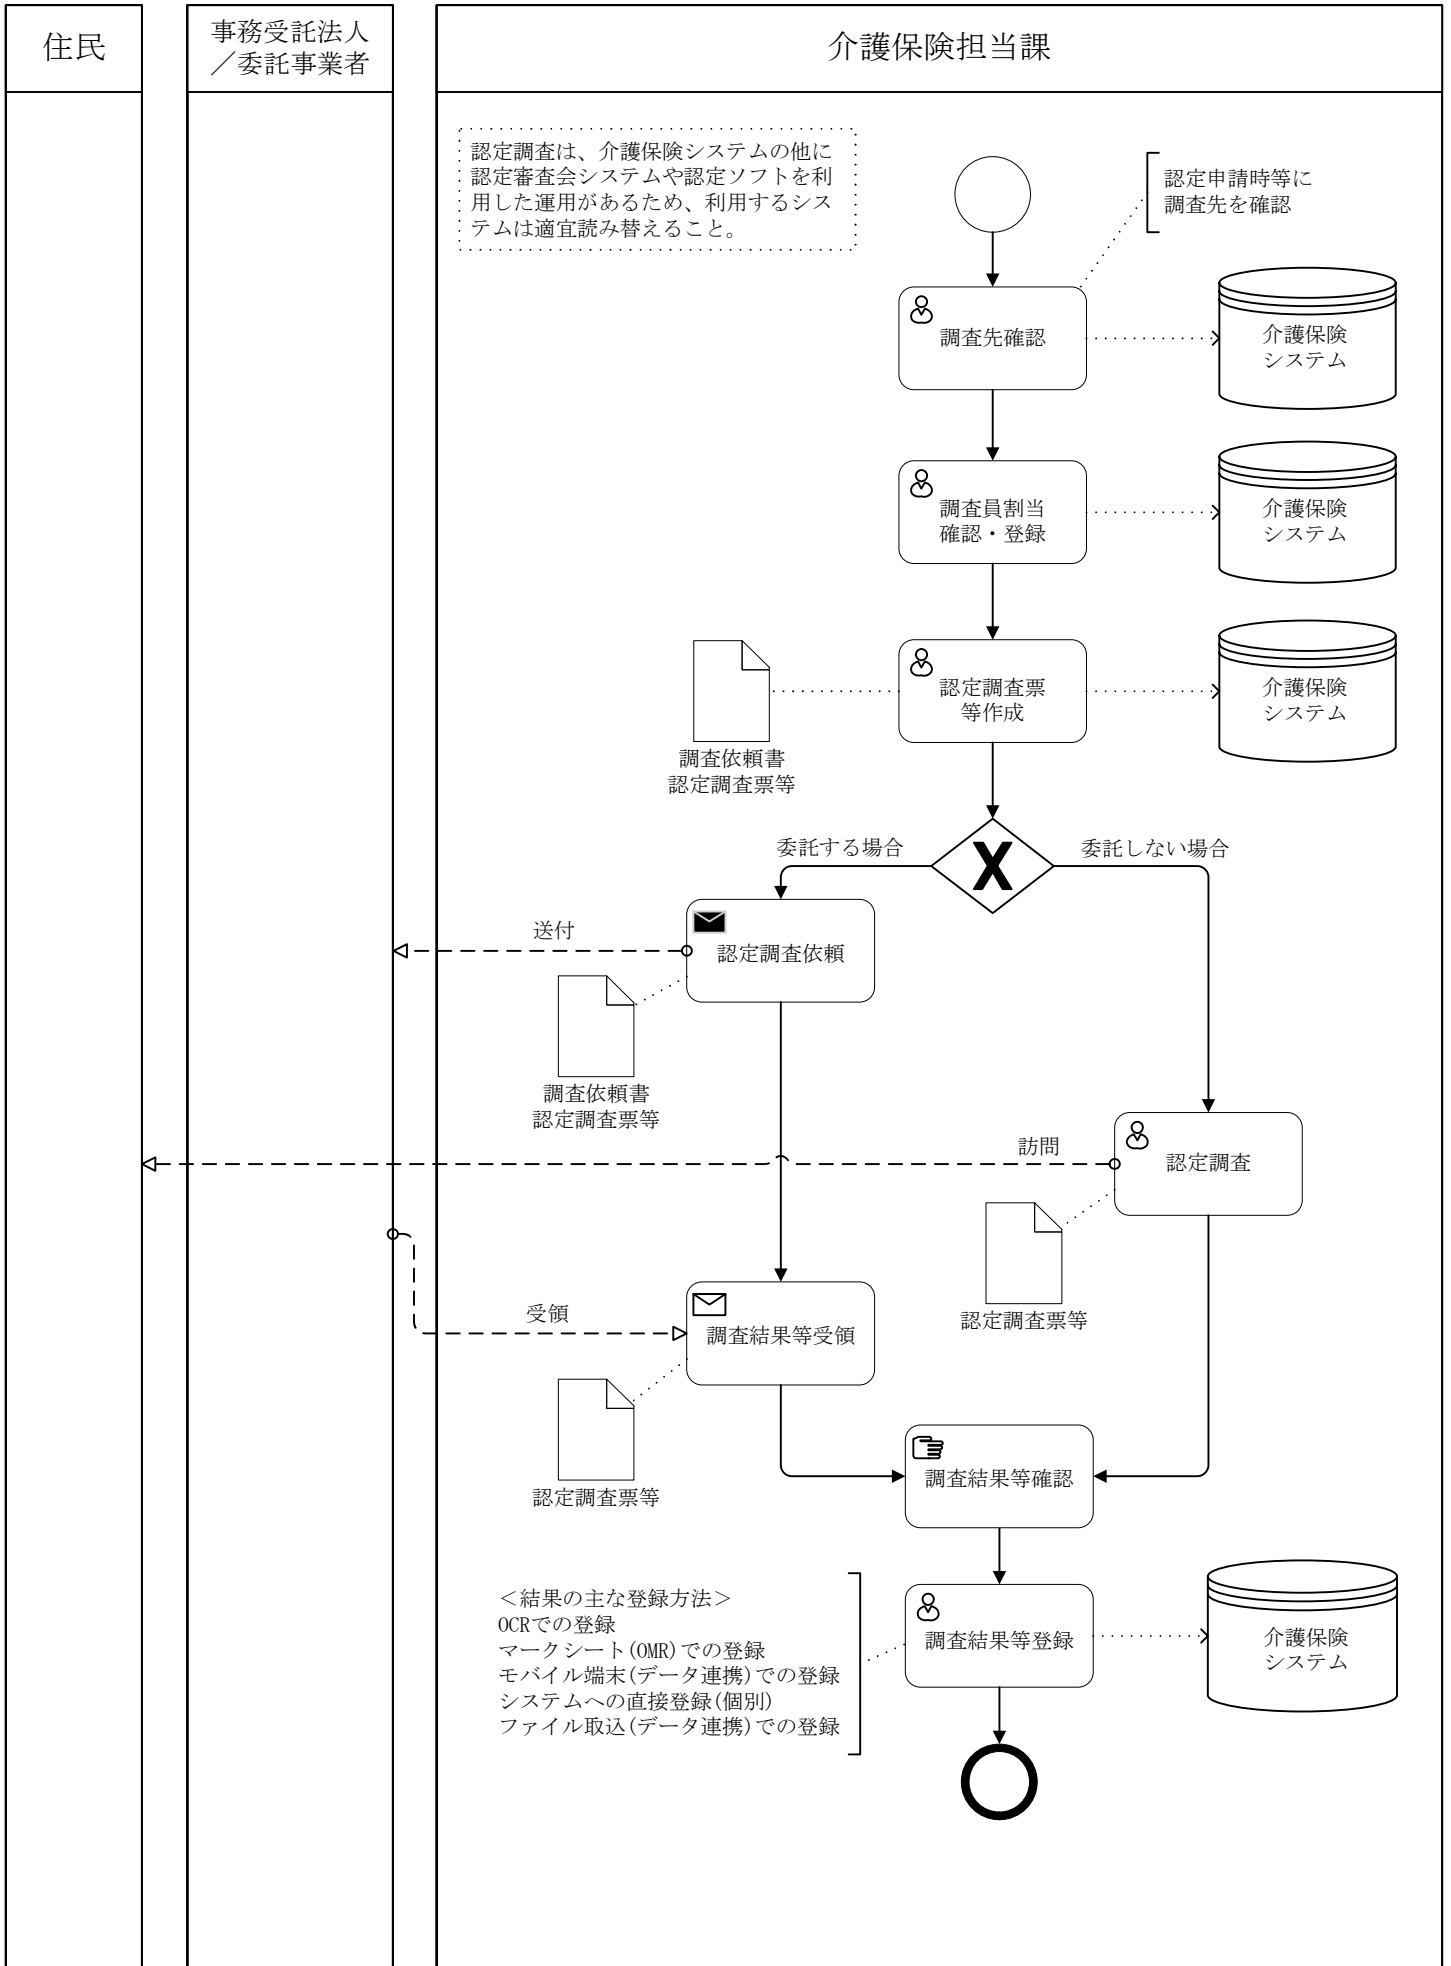 住民
事務受託法人
／委託事業者
介護保険担当課
認定調査は、介護保険システムの他に
認定審査会システムや認定ソフトを利
用した運用があるため、利用するシス
テムは適宜読み替えること。
認定申請時等に
調査先を確認
調査先確認
介護保険
システム
調査員割当
確認・登録
介護保険
システム
認定調査票
等作成
介護保険
システム
調査依頼書
認定調査票等
委託する場合
X
委託しない場合
送付
認定調査依頼
調査依頼書
認定調査票等
訪問
認定調査
認定調査票等
受領
調査結果等受領
認定調査票等
調査結果等確認
＜結果の主な登録方法＞
OCRでの登録
マークシート(OMR)での登録
モバイル端末(データ連携)での登録
システムへの直接登録(個別)
ファイル取込(データ連携)での登録
調査結果等登録
介護保険
システム